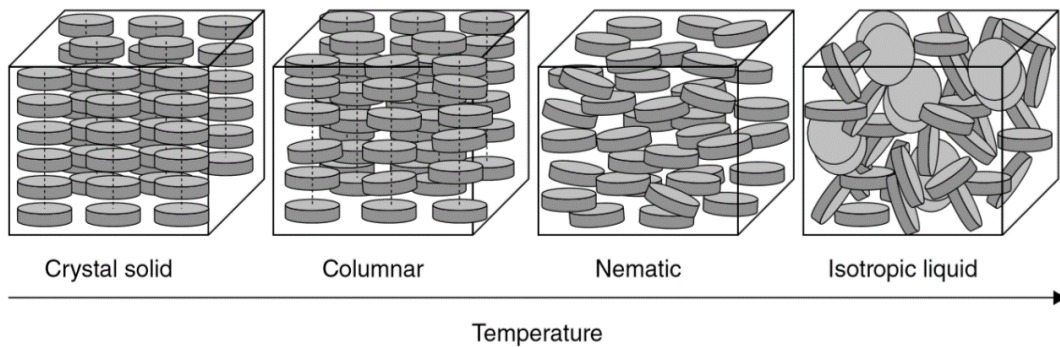 Crystal solid
Columnar
Nematic
Isotropic liquid
Temperature